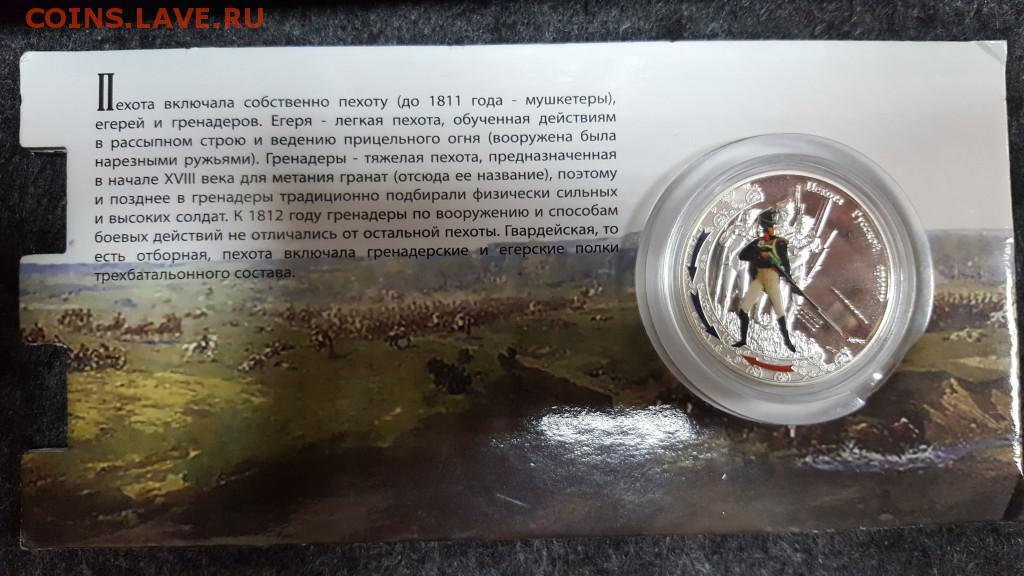 COINS.LAVE.RU
Пехота включала собственно пехоту (до 1811 года - мушкетеры),
егерей и гренадеров. Егеря - легкая пехота, обученная действиям
в рассыпном строю и ведению прицельного огня (вооружена была
нарезными ружьями). Гренадеры - тяжелая пехота, предназначенная
в начале XVIII века для метания гранат (отсюда ее название), поэтому
и позднее в гренадеры традиционно подбирали физически сильных
и высоких солдат. К 1812 году гренадеры по вооружению и способам
боевых действий не отличались от остальной пехоты. Гвардейская, то
есть отборная, пехота включала гренадерские и егерские полки
трехбатальонного состава.
Пехота Русской